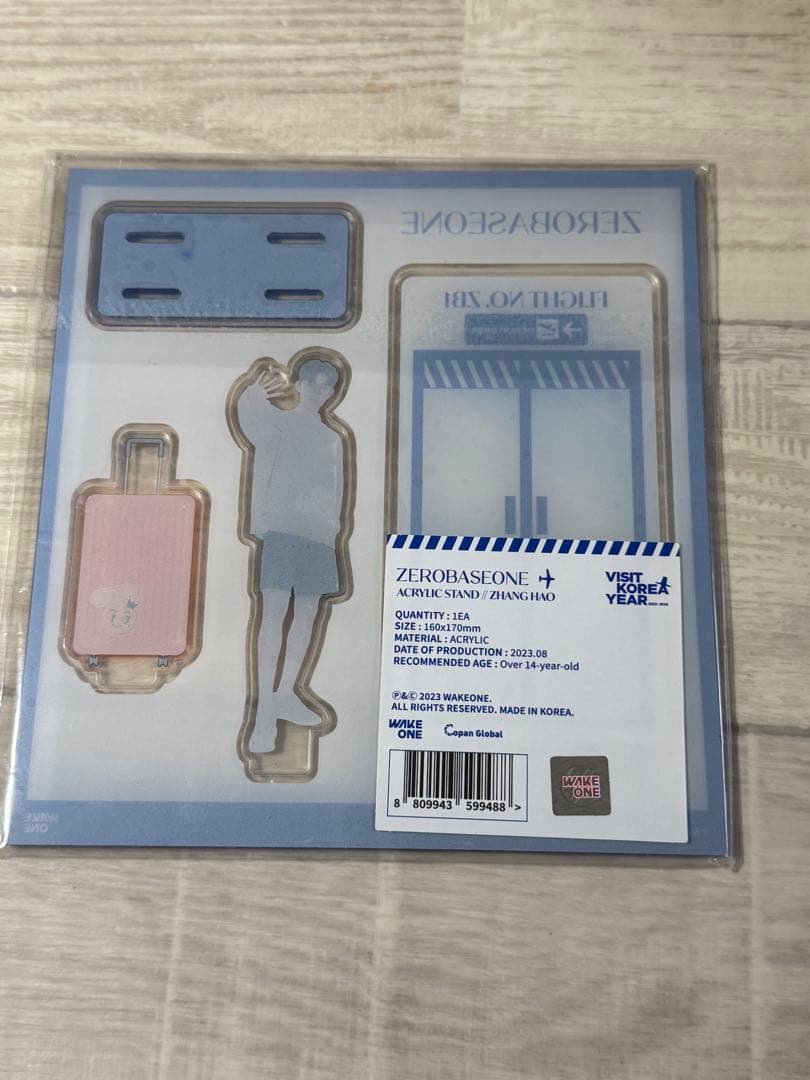 ZEROBASEONE
FLIGHT NO. ZB1
ZEROBASEONE
ACRYLIC STAND // ZHANG HAO
VISIT
KOREA
YEAR
QUANTITY : 1EA
SIZE : 160x170mm
MATERIAL : ACRYLIC
DATE OF PRODUCTION : 2023.08
RECOMMENDED AGE : Over 14-year-old
Ⓟ&© 2023 WAKEONE.
ALL RIGHTS RESERVED. MADE IN KOREA.
WAKE
ONE
Copan Global
8 809943 599488 >
WAKE
ONE
WAKE
ONE